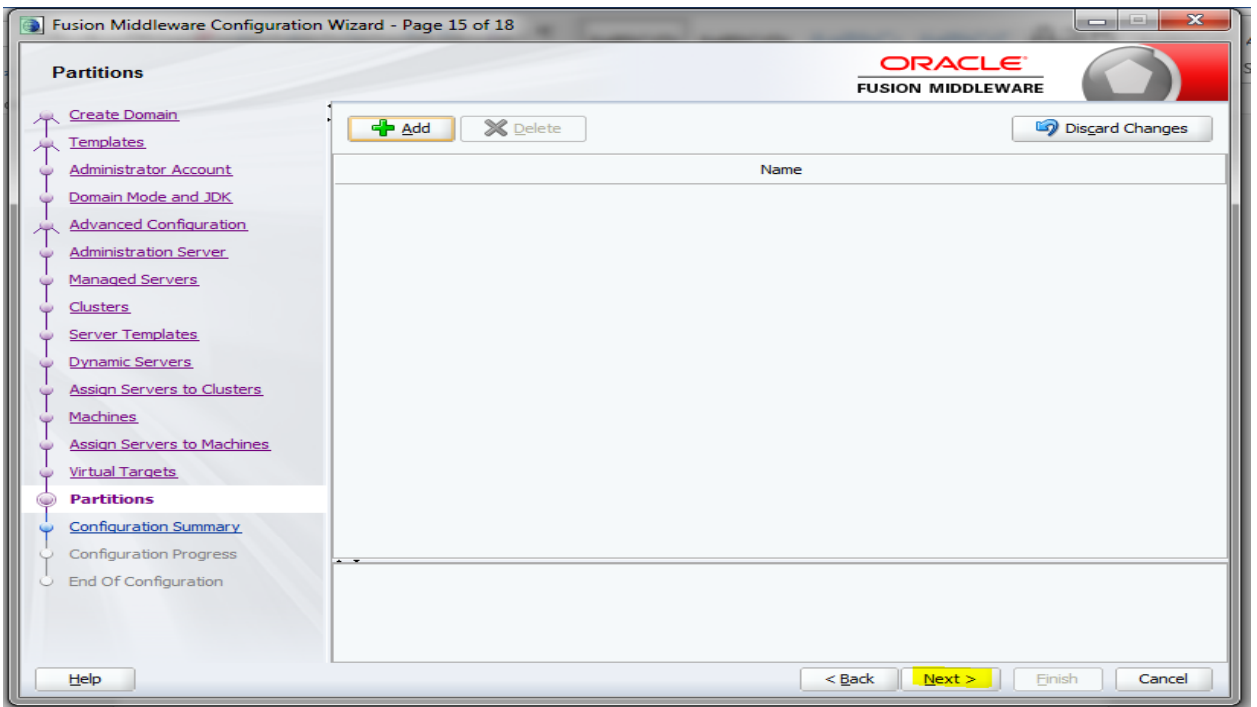 Fusion Middleware Configuration Wizard - Page 15 of 18
Partitions
ORACLE
FUSION MIDDLEWARE
Create Domain
Templates
Administrator Account
Domain Mode and JDK
Advanced Configuration
Administration Server
Managed Servers
Clusters
Server Templates
Dynamic Servers
Assign Servers to Clusters
Machines
Assign Servers to Machines
Virtual Targets
Partitions
Configuration Summary
Configuration Progress
End Of Configuration
Add Delete Discard Changes
Name
Help < Back Next > Finish Cancel